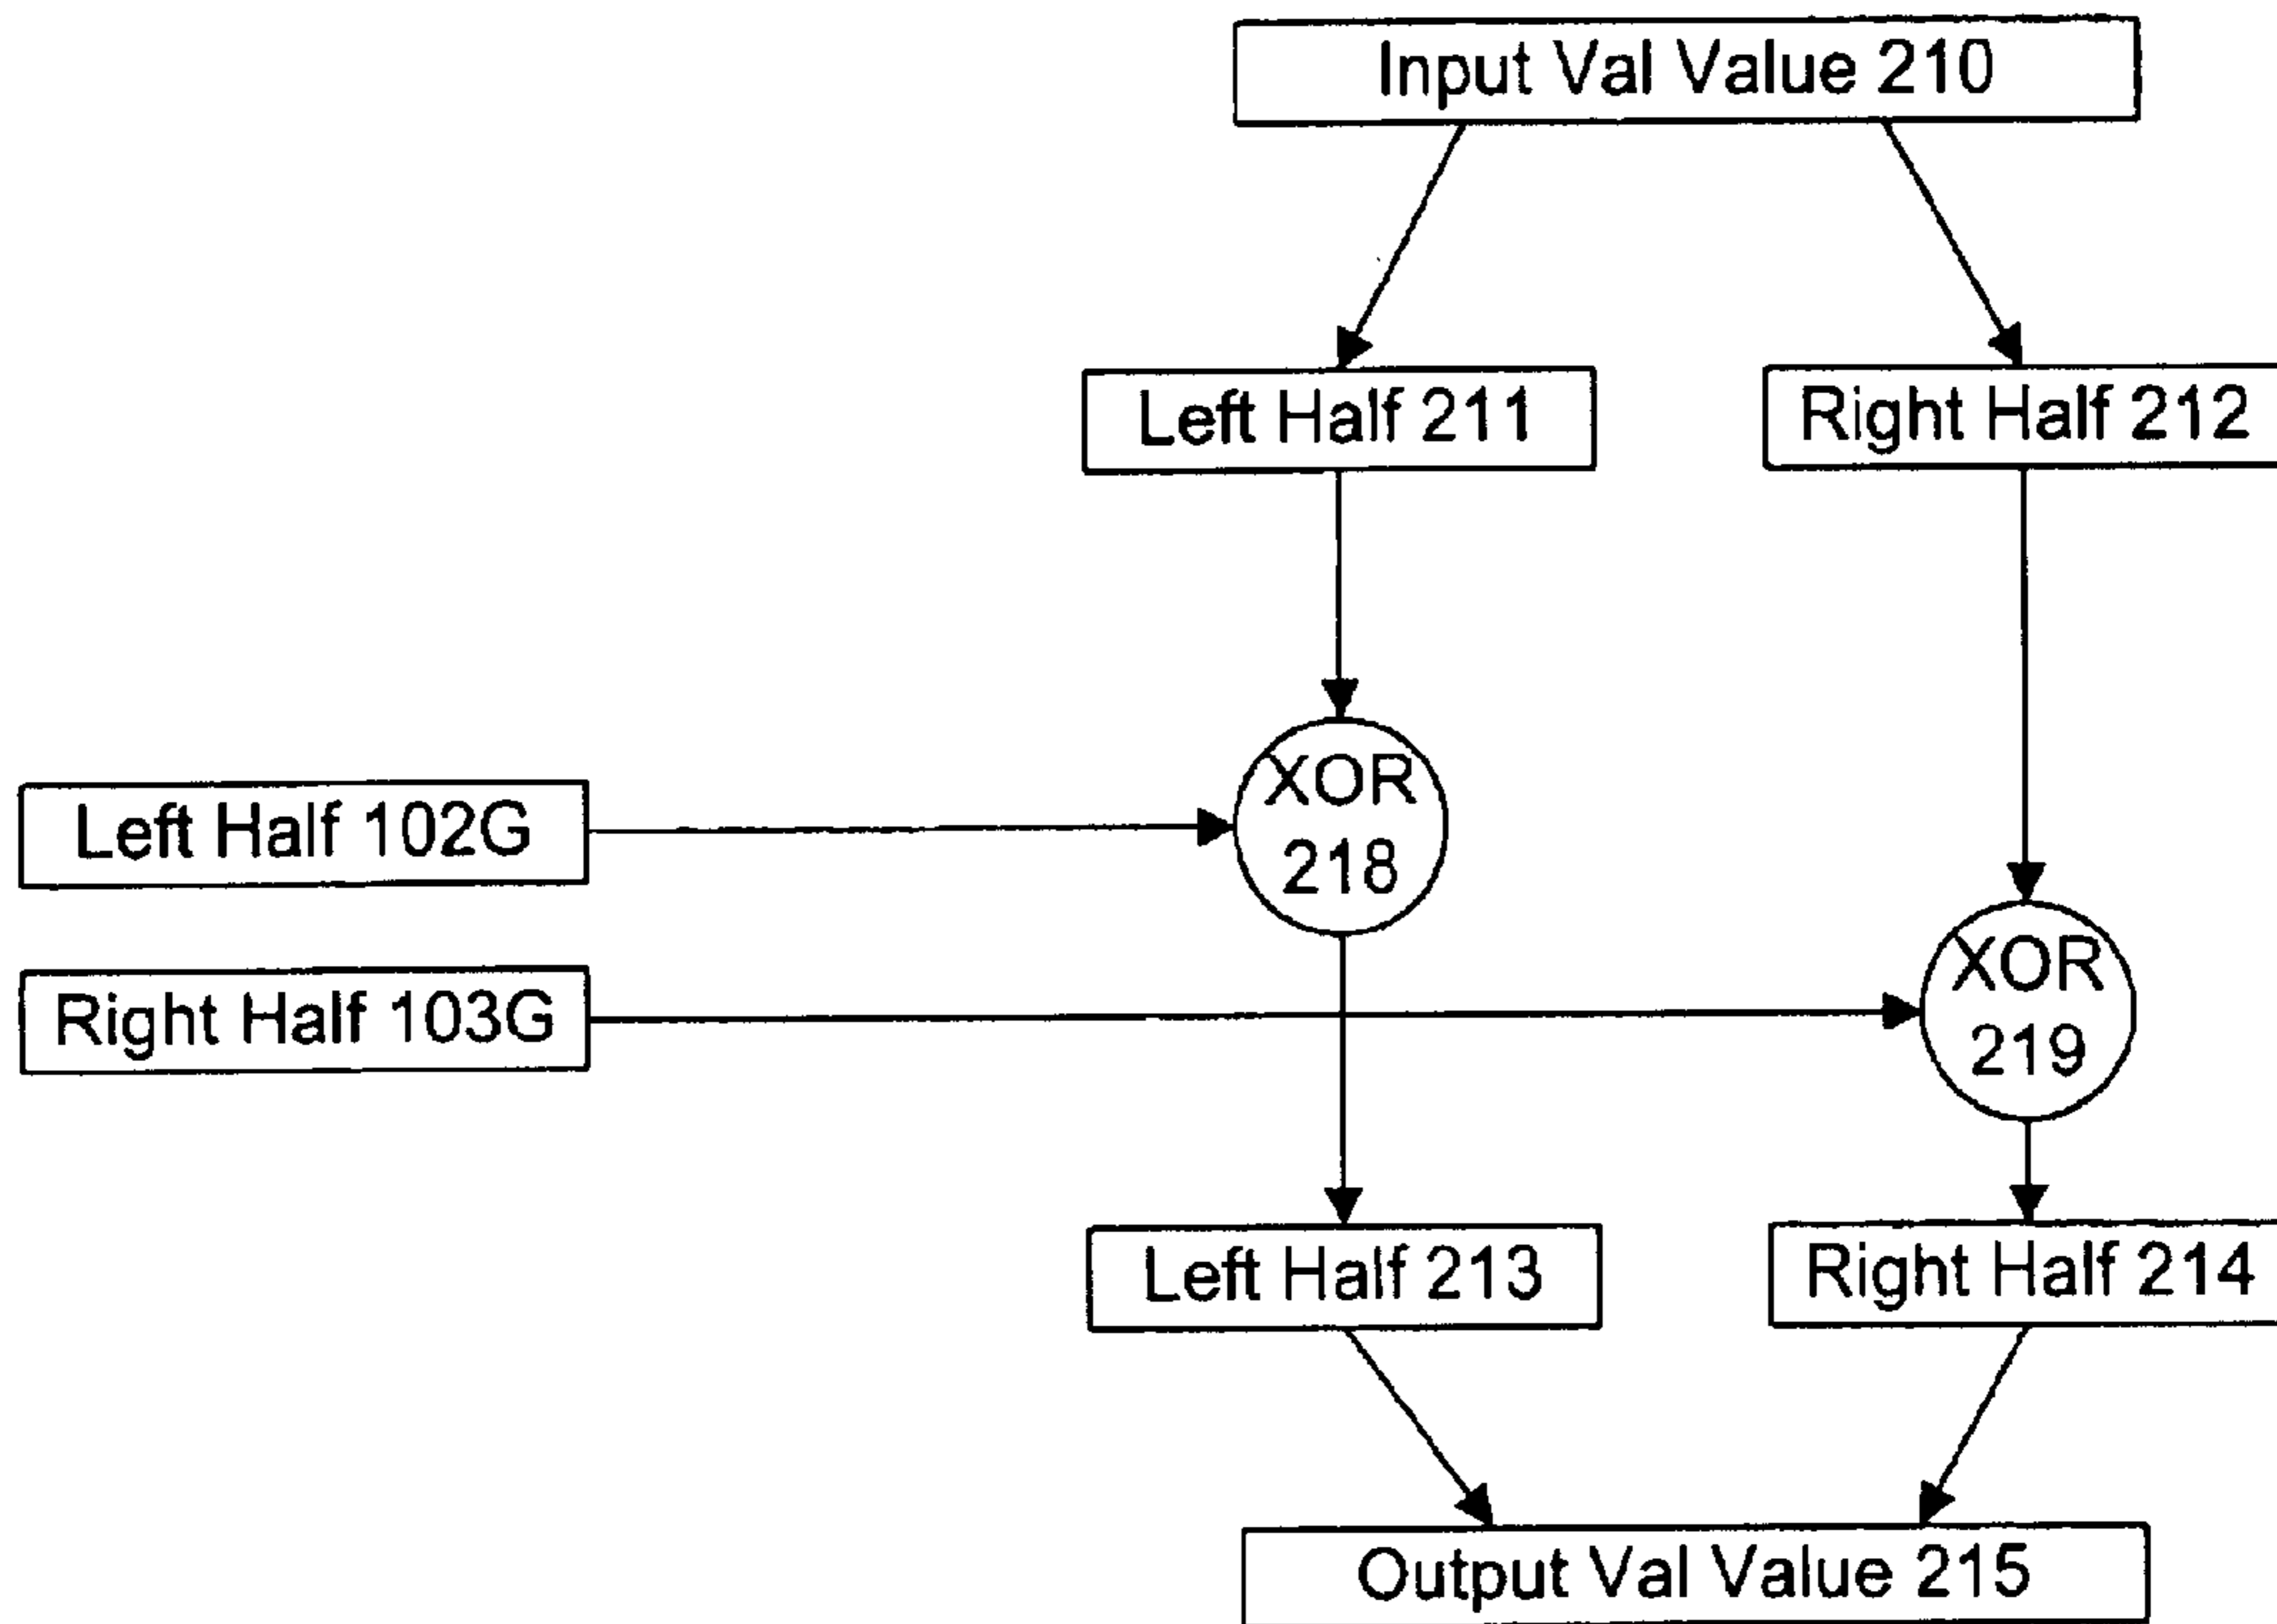 Input Val Value 210
Left Half 211
Right Half 212
XOR
218
Left Half 102G
XOR
219
Right Half 103G
Left Half 213
Right Half 214
Output Val Value 215